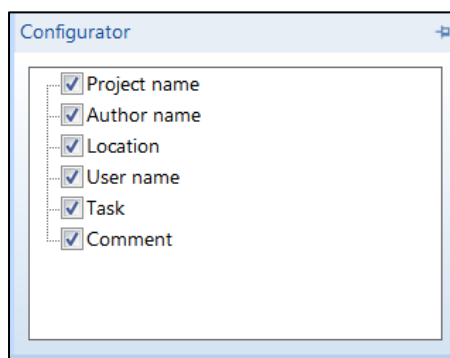 Configurator
Project name
Author name
Location
User name
Task
Comment